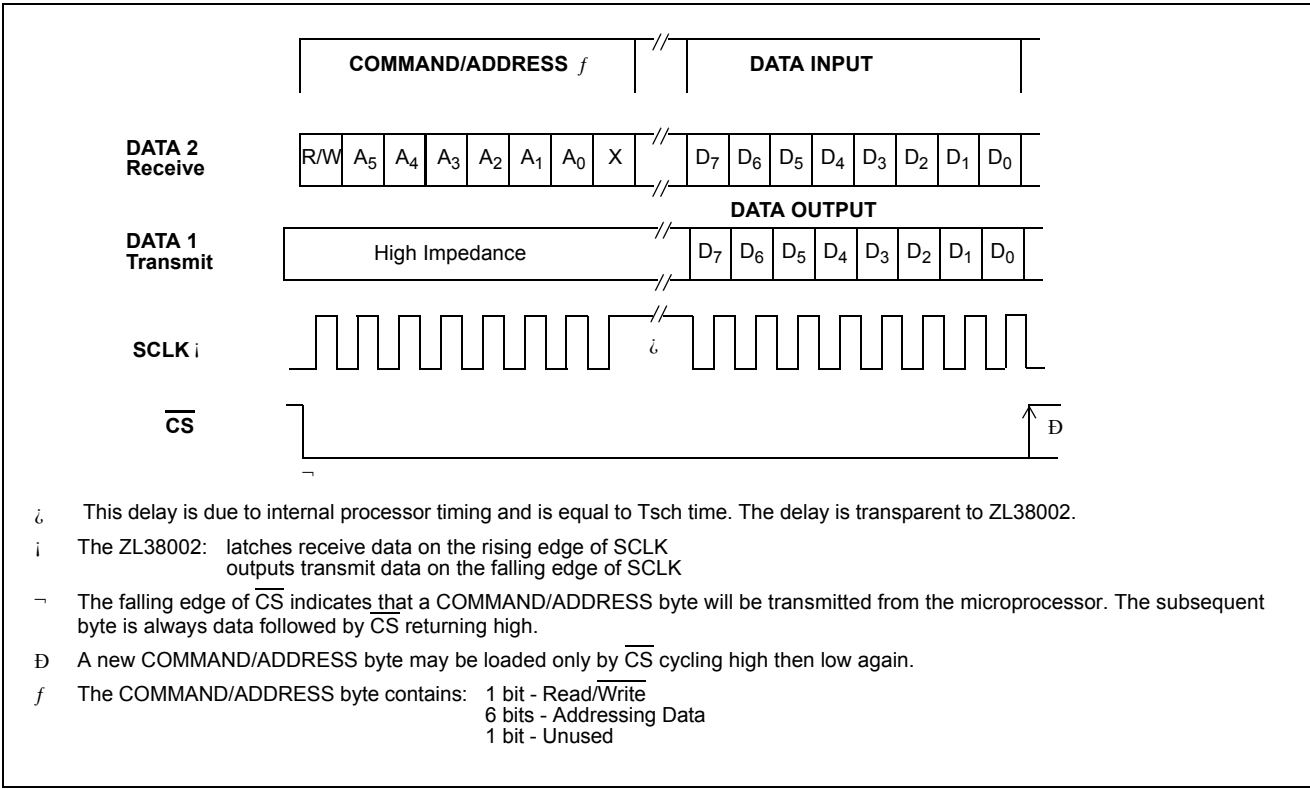 COMMAND/ADDRESS ƒ
DATA INPUT
DATA 2
Receive
R/W A5 A4 A3 A2 A1 A0 X
D7 D6 D5 D4 D3 D2 D1 D0
DATA OUTPUT
DATA 1
Transmit
High Impedance
D7 D6 D5 D4 D3 D2 D1 D0
SCLK ¡
¿
CS
Ð
¬
¿ This delay is due to internal processor timing and is equal to Tsch time. The delay is transparent to ZL38002.
¡ The ZL38002: latches receive data on the rising edge of SCLK
outputs transmit data on the falling edge of SCLK
¬ The falling edge of CS indicates that a COMMAND/ADDRESS byte will be transmitted from the microprocessor. The subsequent
byte is always data followed by CS returning high.
Ð A new COMMAND/ADDRESS byte may be loaded only by CS cycling high then low again.
ƒ The COMMAND/ADDRESS byte contains: 1 bit - Read/Write
6 bits - Addressing Data
1 bit - Unused